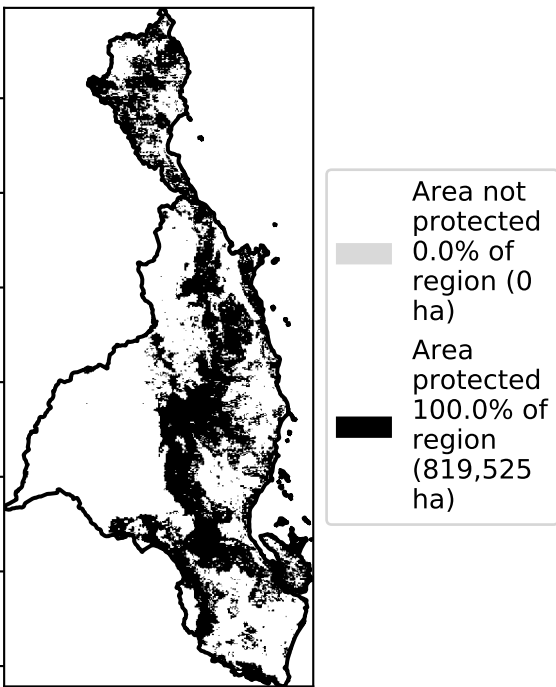 Area not
protected
0.0% of
region (0
ha)
Area
protected
100.0% of
region
(819,525
ha)